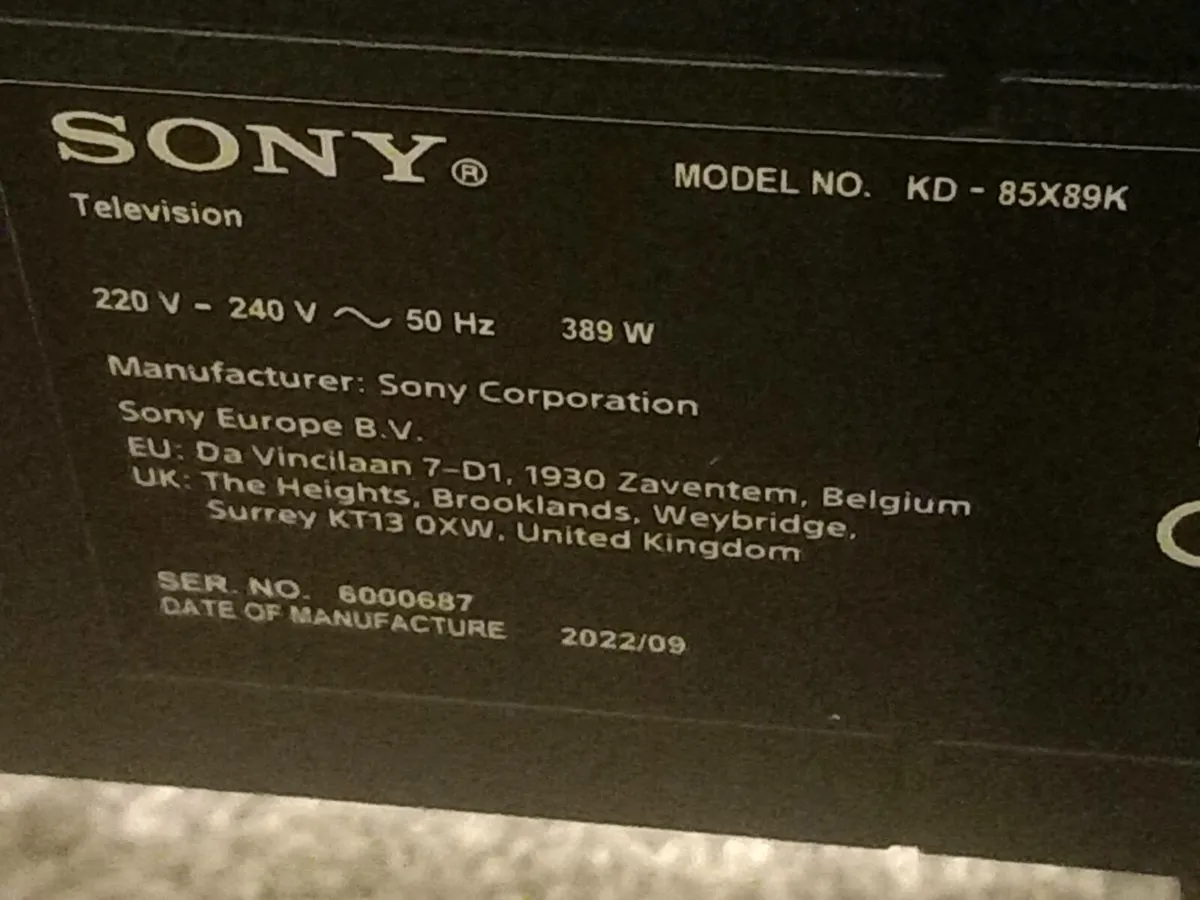 SONY®
MODEL NO. KD - 85X89K
Television
220 V - 240 V ~ 50 Hz 389 W
Manufacturer: Sony Corporation
Sony Europe B.V.
EU: Da Vincilaan 7-D1, 1930 Zaventem, Belgium
UK: The Heights, Brooklands, Weybridge,
Surrey KT13 0XW, United Kingdom
SER. NO. 6000687
DATE OF MANUFACTURE 2022/09